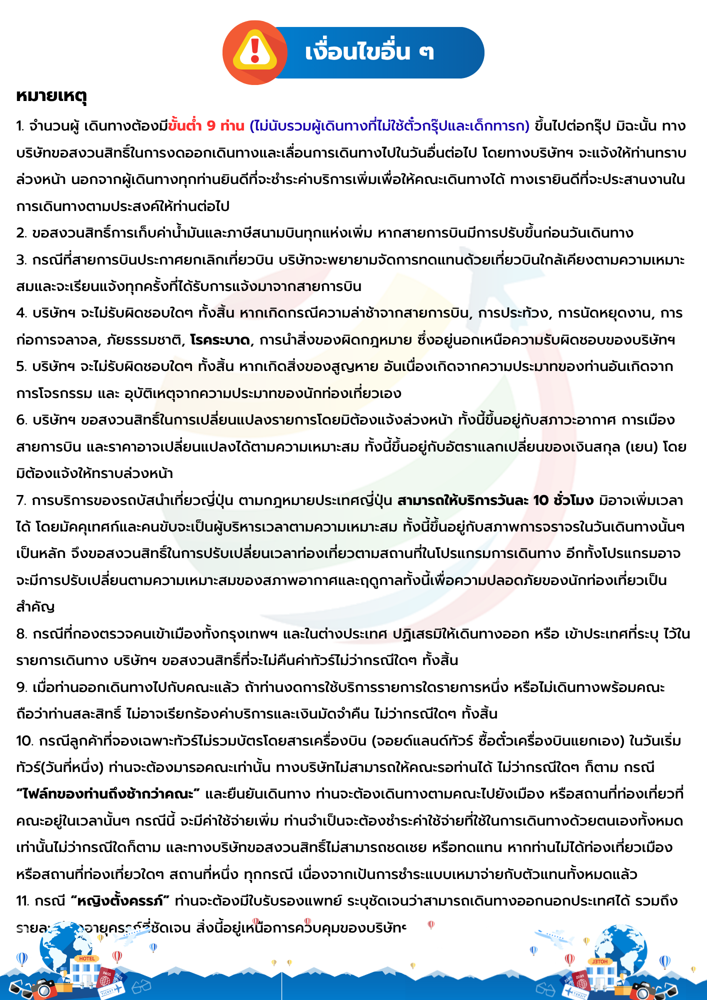 เงื่อนไขอื่น ๆ
หมายเหตุ
1. จำนวนผู้ เดินทางต้องมีขั้นต่ำ 9 ท่าน (ไม่นับรวมผู้เดินทางที่ไม่ใช้ตั๋วกรุ๊ปและเด็กทารก) ขึ้นไปต่อกรุ๊ป มิฉะนั้น ทาง
บริษัทขอสงวนสิทธิ์ในการงดออกเดินทางและเลื่อนการเดินทางไปในวันอื่นต่อไป โดยทางบริษัทฯ จะแจ้งให้ท่านทราบ
ล่วงหน้า นอกจากผู้เดินทางทุกท่านยินดีที่จะชำระค่าบริการเพิ่มเพื่อให้คณะเดินทางได้ ทางเรายินดีที่จะประสานงานใน
การเดินทางตามประสงค์ให้ท่านต่อไป
2. ขอสงวนสิทธิ์การเก็บค่าน้ำมันและภาษีสนามบินทุกแห่งเพิ่ม หากสายการบินมีการปรับขึ้นก่อนวันเดินทาง
3. กรณีที่สายการบินประกาศยกเลิกเที่ยวบิน บริษัทจะพยายามจัดการทดแทนด้วยเที่ยวบินใกล้เคียงตามความเหมาะ
สมและจะเรียนแจ้งทุกครั้งที่ได้รับการแจ้งมาจากสายการบิน
4. บริษัทฯ จะไม่รับผิดชอบใดๆ ทั้งสิ้น หากเกิดกรณีความล่าช้าจากสายการบิน, การประท้วง, การนัดหยุดงาน, การ
ก่อการจลาจล, ภัยธรรมชาติ, โรคระบาด, การนำสิ่งของผิดกฎหมาย ซึ่งอยู่นอกเหนือความรับผิดชอบของบริษัทฯ
5. บริษัทฯ จะไม่รับผิดชอบใดๆ ทั้งสิ้น หากเกิดสิ่งของสูญหาย อันเนื่องเกิดจากความประมาทของท่านอันเกิดจาก
การโจรกรรม และ อุบัติเหตุจากความประมาทของนักท่องเที่ยวเอง
6. บริษัทฯ ขอสงวนสิทธิ์ในการเปลี่ยนแปลงรายการโดยมิต้องแจ้งล่วงหน้า ทั้งนี้ขึ้นอยู่กับสภาวะอากาศ การเมือง
สายการบิน และราคาอาจเปลี่ยนแปลงได้ตามความเหมาะสม ทั้งนี้ขึ้นอยู่กับอัตราแลกเปลี่ยนของเงินสกุล (เยน) โดย
มิต้องแจ้งให้ทราบล่วงหน้า
7. การบริการของรถบัสนำเที่ยวญี่ปุ่น ตามกฎหมายประเทศญี่ปุ่น สามารถให้บริการวันละ 10 ชั่วโมง มิอาจเพิ่มเวลา
ได้ โดยมัคคุเทศก์และคนขับจะเป็นผู้บริหารเวลาตามความเหมาะสม ทั้งนี้ขึ้นอยู่กับสภาพการจราจรในวันเดินทางนั้นๆ
เป็นหลัก จึงขอสงวนสิทธิ์ในการปรับเปลี่ยนเวลาท่องเที่ยวตามสถานที่ในโปรแกรมการเดินทาง อีกทั้งโปรแกรมอาจ
จะมีการปรับเปลี่ยนตามความเหมาะสมของสภาพอากาศและฤดูกาลทั้งนี้เพื่อความปลอดภัยของนักท่องเที่ยวเป็น
สำคัญ
8. กรณีที่กองตรวจคนเข้าเมืองทั้งกรุงเทพฯ และในต่างประเทศ ปฏิเสธมิให้เดินทางออก หรือ เข้าประเทศที่ระบุ ไว้ใน
รายการเดินทาง บริษัทฯ ขอสงวนสิทธิ์ที่จะไม่คืนค่าทัวร์ไม่ว่ากรณีใดๆ ทั้งสิ้น
9. เมื่อท่านออกเดินทางไปกับคณะแล้ว ถ้าท่านงดการใช้บริการรายการใดรายการหนึ่ง หรือไม่เดินทางพร้อมคณะ
ถือว่าท่านสละสิทธิ์ ไม่อาจเรียกร้องค่าบริการและเงินมัดจำคืน ไม่ว่ากรณีใดๆ ทั้งสิ้น
10. กรณีลูกค้าที่จองเฉพาะทัวร์ไม่รวมบัตรโดยสารเครื่องบิน (จอยด์แลนด์ทัวร์ ซื้อตั๋วเครื่องบินแยกเอง) ในวันเริ่ม
ทัวร์(วันที่หนึ่ง) ท่านจะต้องมารอคณะเท่านั้น ทางบริษัทไม่สามารถให้คณะรอท่านได้ ไม่ว่ากรณีใดๆ ก็ตาม กรณี
“ไฟล์ทของท่านถึงช้ากว่าคณะ” และยืนยันเดินทาง ท่านจะต้องเดินทางตามคณะไปยังเมือง หรือสถานที่ท่องเที่ยวที่
คณะอยู่ในเวลานั้นๆ กรณีนี้ จะมีค่าใช้จ่ายเพิ่ม ท่านจำเป็นจะต้องชำระค่าใช้จ่ายที่ใช้ในการเดินทางด้วยตนเองทั้งหมด
เท่านั้นไม่ว่ากรณีใดก็ตาม และทางบริษัทขอสงวนสิทธิ์ไม่สามารถชดเชย หรือทดแทน หากท่านไม่ได้ท่องเที่ยวเมือง
หรือสถานที่ท่องเที่ยวใดๆ สถานที่หนึ่ง ทุกกรณี เนื่องจากเป้นการชำระแบบเหมาจ่ายกับตัวแทนทั้งหมดแล้ว
11. กรณี “หญิงตั้งครรภ์” ท่านจะต้องมีใบรับรองแพทย์ ระบุชัดเจนว่าสามารถเดินทางออกนอกประเทศได้ รวมถึง
อายุครรภ์ที่ชัดเจน สิ่งนี้อยู่เหนือการควบคุมของบริษัทฯ
HOTEL
PASS
PASS
TICKET
HOTEL
PASS
PASS
TICKET